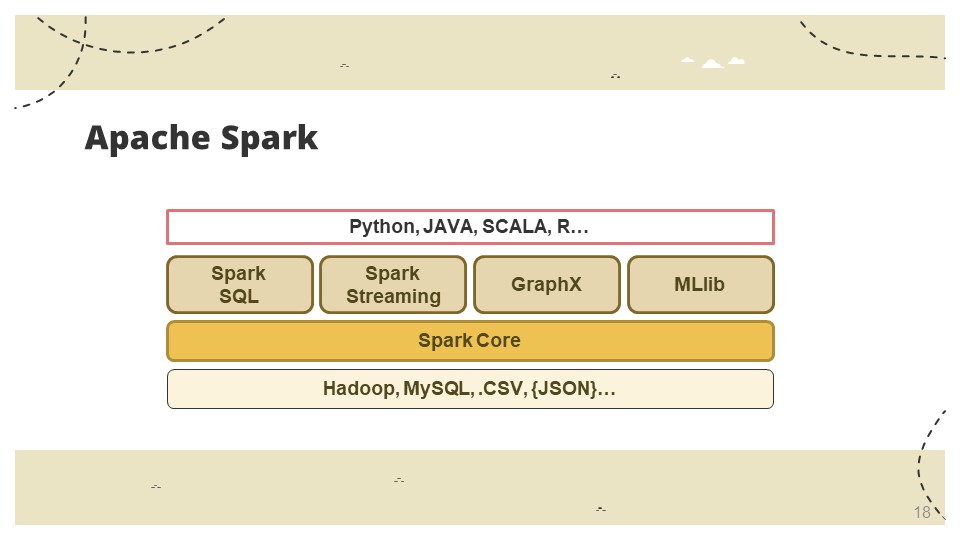 Apache Spark
Python, JAVA, SCALA, R...
Spark
SQL
Spark
Streaming
GraphX
MLlib
Spark Core
Hadoop, MySQL, .CSV, {JSON}...
18